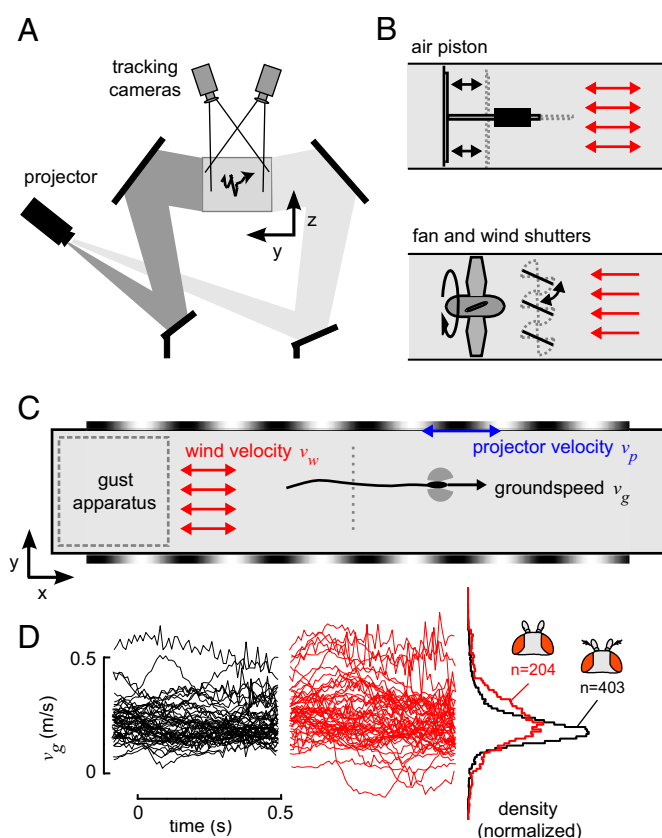 A
tracking
cameras
projector
z
y
B
air piston
fan and wind shutters
C
wind velocity v_w
projector velocity v_p
gust
apparatus
groundspeed v_g
y
x
D
n=204
n=403
0.5
v_g (m/s)
0
0
0.5
time (s)
density
(normalized)